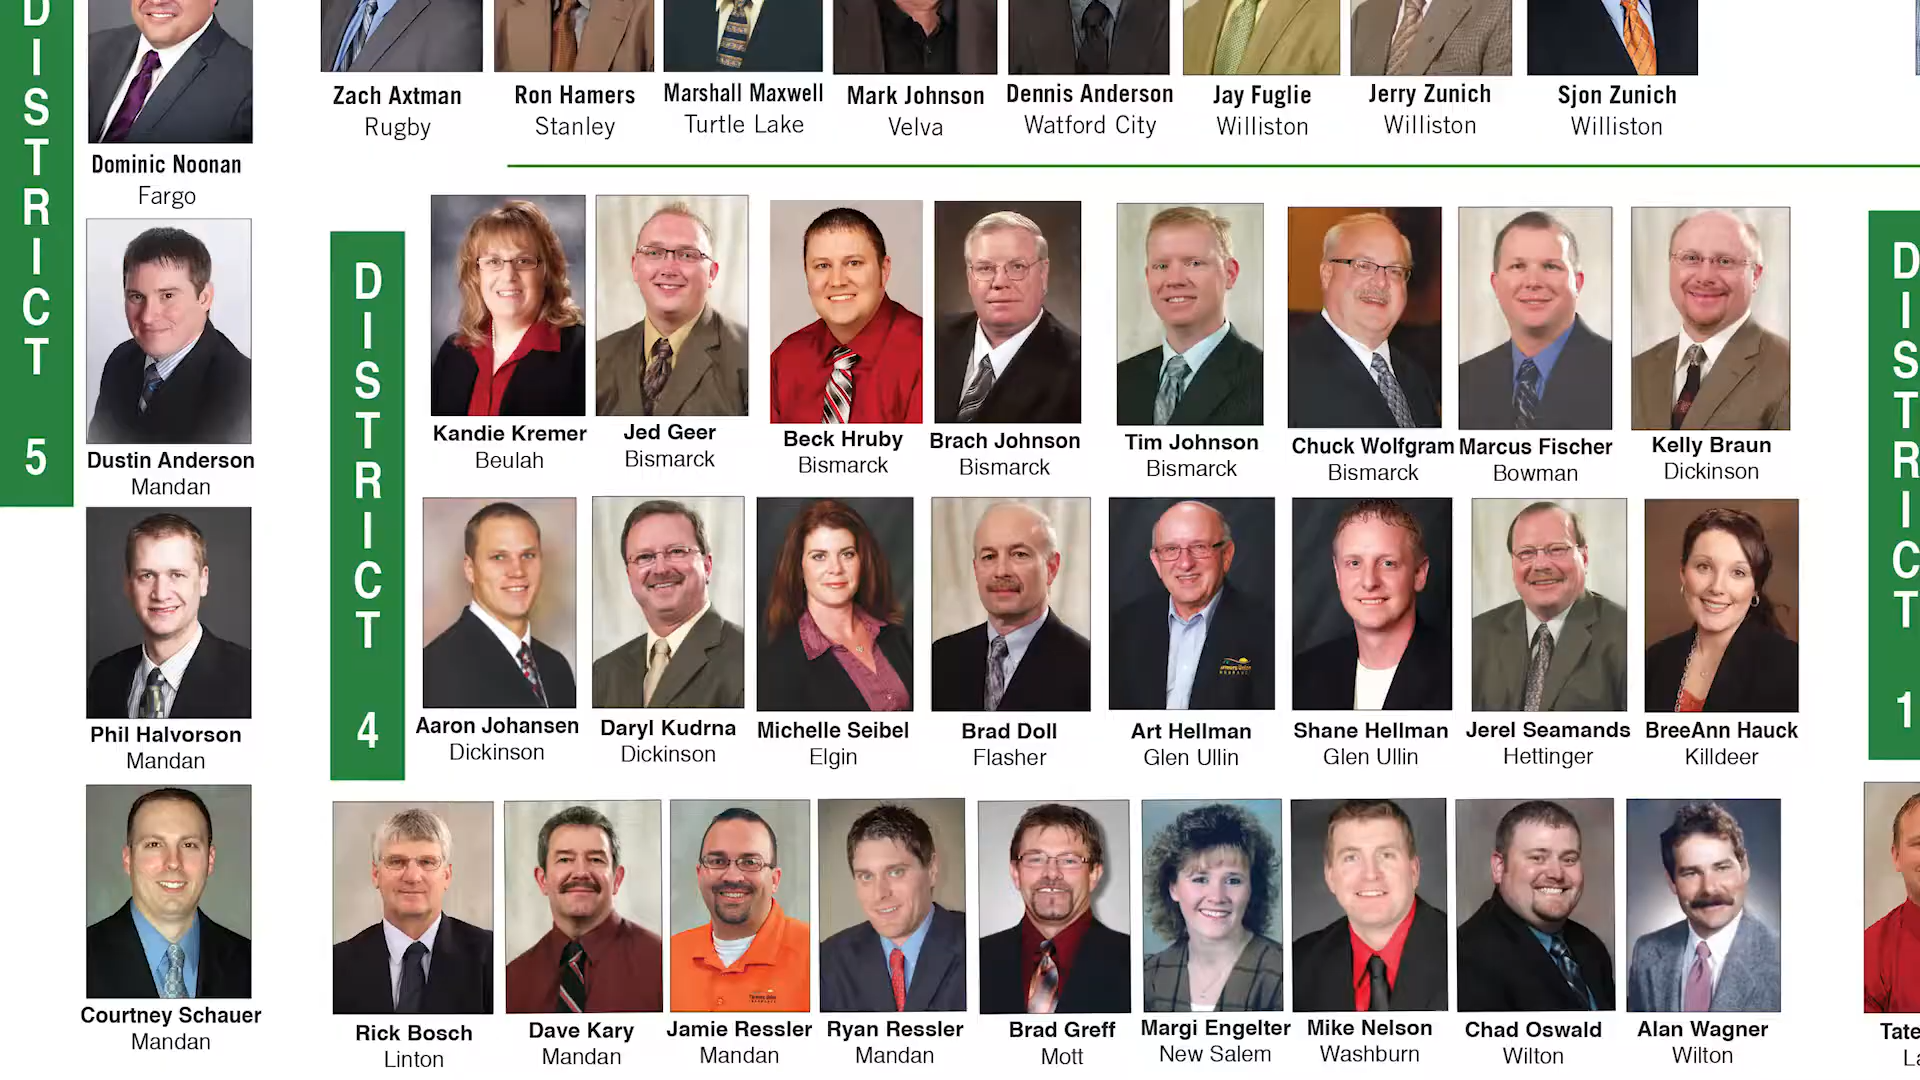 DISTRICT 5
Dominic Noonan
Fargo
Dustin Anderson
Mandan
Phil Halvorson
Mandan
Courtney Schauer
Mandan
Zach Axtman
Rugby
Ron Hamers
Stanley
Marshall Maxwell
Turtle Lake
Mark Johnson
Velva
Dennis Anderson
Watford City
Jay Fuglie
Williston
Jerry Zunich
Williston
Sjon Zunich
Williston
DISTRICT 4
Kandie Kremer
Beulah
Jed Geer
Bismarck
Beck Hruby
Bismarck
Brach Johnson
Bismarck
Tim Johnson
Bismarck
Chuck Wolfgram
Bismarck
Marcus Fischer
Bowman
Kelly Braun
Dickinson
Aaron Johansen
Dickinson
Daryl Kudrna
Dickinson
Michelle Seibel
Elgin
Brad Doll
Flasher
Art Hellman
Glen Ullin
Shane Hellman
Glen Ullin
Jerel Seamands
Hettinger
BreeAnn Hauck
Killdeer
Rick Bosch
Linton
Dave Kary
Mandan
Jamie Ressler
Mandan
Ryan Ressler
Mandan
Brad Greff
Mott
Margi Engelter
New Salem
Mike Nelson
Washburn
Chad Oswald
Wilton
Alan Wagner
Wilton
DISTRICT 1
Tate